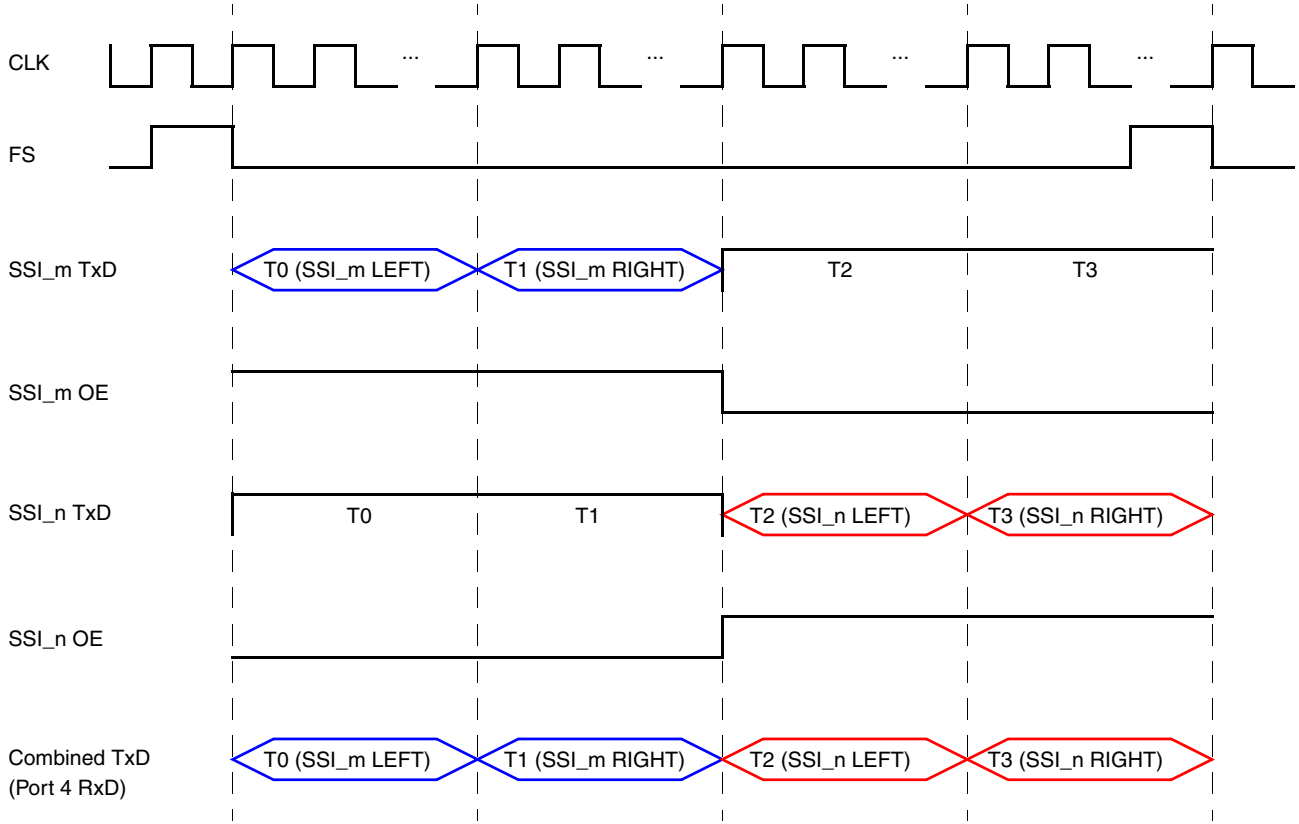 CLK
... ... ... ...
FS
SSI_m TxD T0 (SSI_m LEFT) T1 (SSI_m RIGHT) T2 T3
SSI_m OE
SSI_n TxD T0 T1 T2 (SSI_n LEFT) T3 (SSI_n RIGHT)
SSI_n OE
Combined TxD T0 (SSI_m LEFT) T1 (SSI_m RIGHT) T2 (SSI_n LEFT) T3 (SSI_n RIGHT)
(Port 4 RxD)